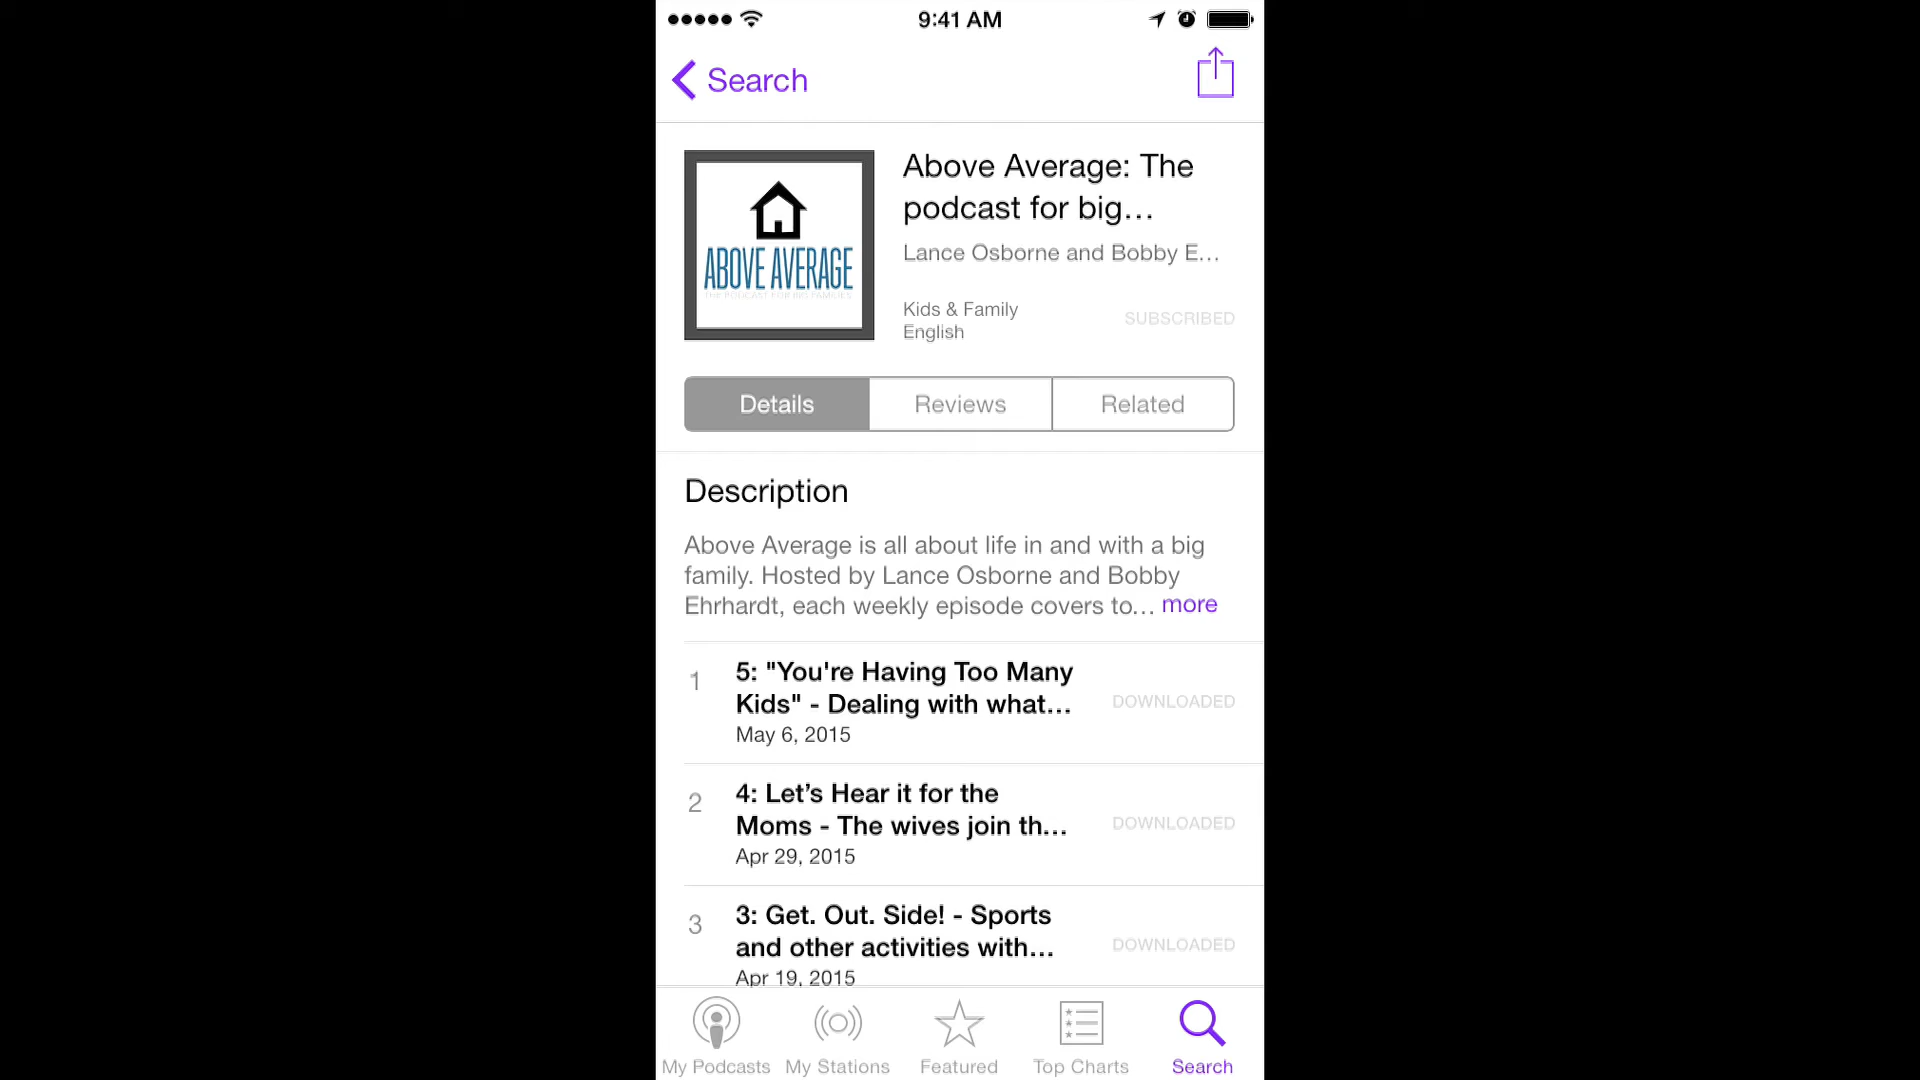 9:41 AM
Search
ABOVE AVERAGE
THE PODCAST FOR BIG FAMILIES
Above Average: The
podcast for big…
Lance Osborne and Bobby E…
Kids & Family
English
SUBSCRIBED
Details
Reviews
Related
Description
Above Average is all about life in and with a big
family. Hosted by Lance Osborne and Bobby
Ehrhardt, each weekly episode covers to… more
1
5: "You're Having Too Many
Kids" - Dealing with what…
May 6, 2015
DOWNLOADED
2
4: Let’s Hear it for the
Moms - The wives join th…
Apr 29, 2015
DOWNLOADED
3
3: Get. Out. Side! - Sports
and other activities with…
Apr 19, 2015
DOWNLOADED
My Podcasts
My Stations
Featured
Top Charts
Search